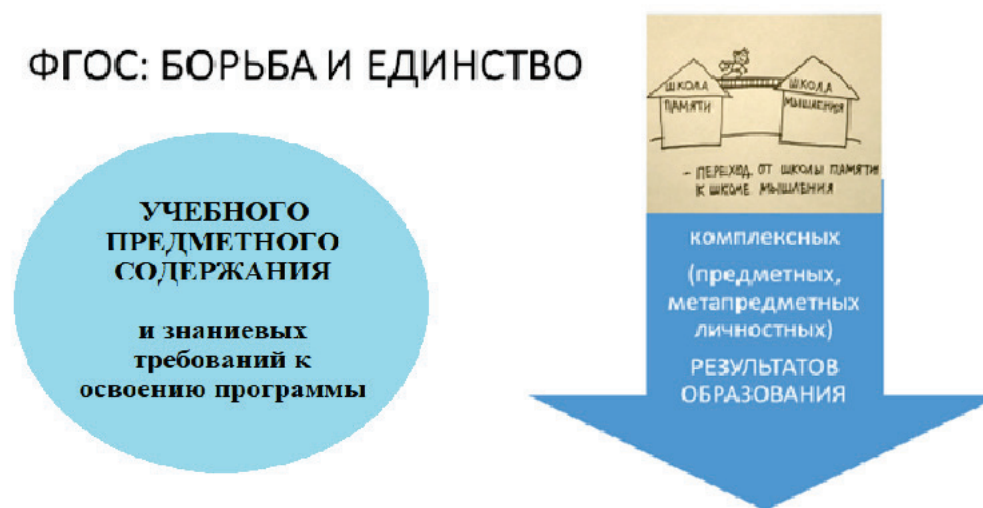 ФГОС: БОРЬБА И ЕДИНСТВО
УЧЕБНОГО
ПРЕДМЕТНОГО
СОДЕРЖАНИЯ
и знаниевых
требований к
освоению программы
ШКОЛА
ПАМЯТИ
ШКОЛА
МЫШЛЕНИЯ
- ПЕРЕХОД ОТ ШКОЛЫ ПАМЯТИ
К ШКОЛЕ МЫШЛЕНИЯ
комплексных
(предметных,
метапредметных
личностных)
РЕЗУЛЬТАТОВ
ОБРАЗОВАНИЯ